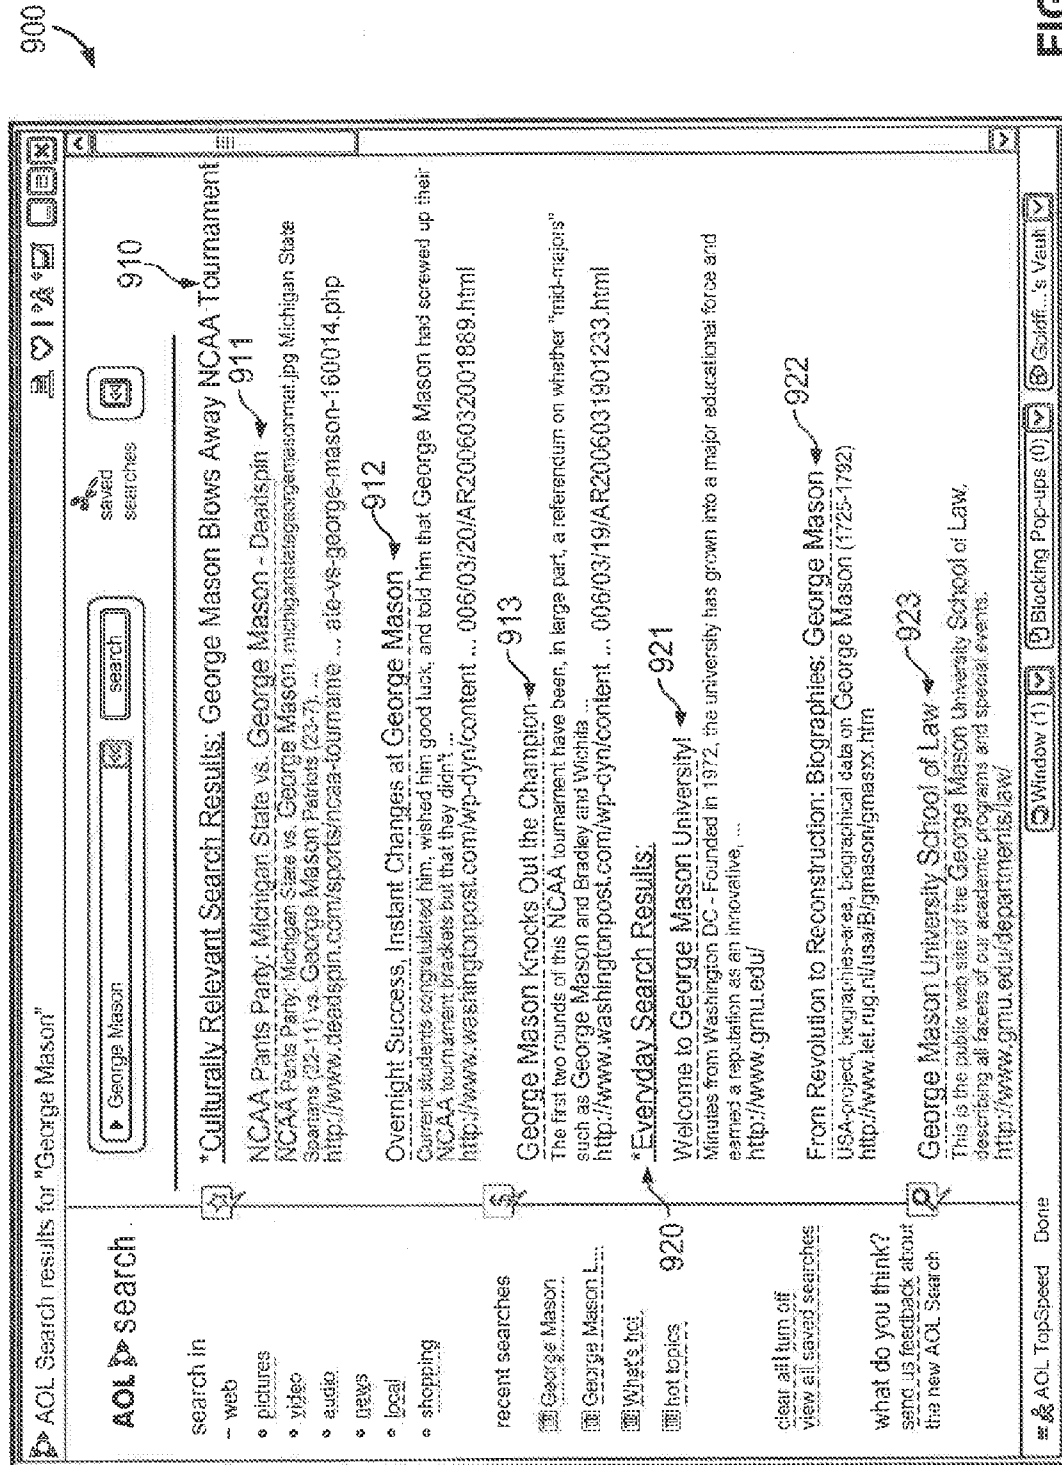 900
AOL Search results for "George Mason"
AOL search
George Mason
search
saved
searches
search in
– web
• pictures
• video
• audio
• news
• local
• shopping
recent searches
George Mason
George Mason L...
What's hot
hot topics
clear all | turn off
view all saved searches
what do you think?
send us feedback about
the new AOL Search
910
*Culturally Relevant Search Results: George Mason Blows Away NCAA Tournament
911
NCAA Pants Party: Michigan State vs. George Mason - Deadspin
NCAA Pants Party: Michigan State vs. George Mason. michiganstategeorgemasonmat.jpg Michigan State
Spartans (22-11) vs. George Mason Patriots (23-7). ...
http://www.deadspin.com/sports/ncaa-tourname ... ate-vs-george-mason-160014.php
912
Overnight Success, Instant Changes at George Mason
Current students congratulated him, wished him good luck, and told him that George Mason had screwed up their
NCAA tournament brackets but that they didn't ...
http://www.washingtonpost.com/wp-dyn/content ... 006/03/20/AR2006032001889.html
913
George Mason Knocks Out the Champion
The first two rounds of this NCAA tournament have been, in large part, a referendum on whether "mid-majors"
such as George Mason and Bradley and Wichita ...
http://www.washingtonpost.com/wp-dyn/content ... 006/03/19/AR2006031901233.html
920
*Everyday Search Results:
921
Welcome to George Mason University!
Minutes from Washington DC - Founded in 1972, the university has grown into a major educational force and
earned a reputation as an innovative, ...
http://www.gmu.edu/
922
From Revolution to Reconstruction: Biographies: George Mason
USA-project, biographies-area, biographical data on George Mason (1725-1792)
http://www.let.rug.nl/usa/B/gmason/gmasxx.htm
923
George Mason University School of Law
This is the public web site of the George Mason University School of Law,
describing all facets of our academic programs and special events.
http://www.gmu.edu/departments/law/
AOL TopSpeed Done
Window (1)
Blocking Pop-ups (0)
Goldfi...'s Vault
FIG